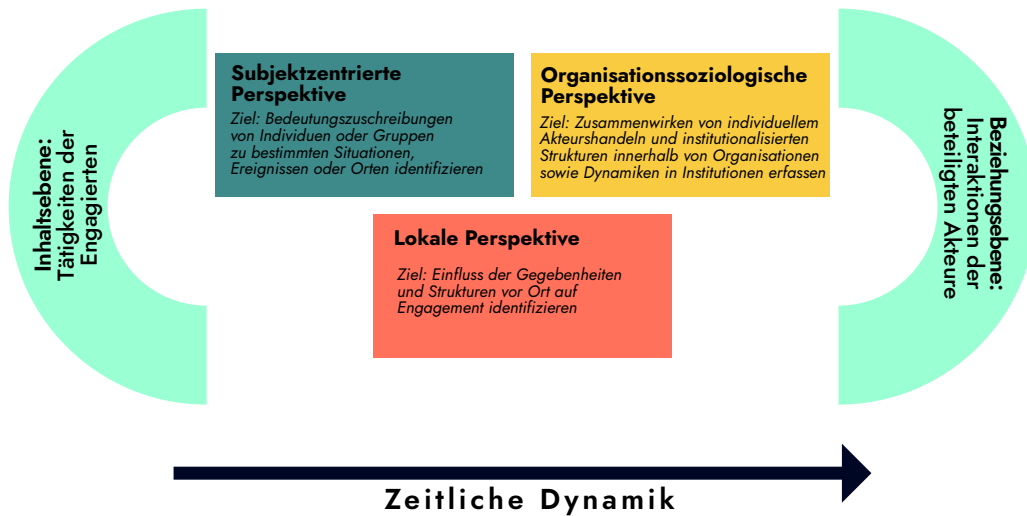 Inhaltsebene:
Tätigkeiten der
Engagierten
Subjektzentrierte
Perspektive
Ziel: Bedeutungszuschreibungen
von Individuen oder Gruppen
zu bestimmten Situationen,
Ereignissen oder Orten identifizieren
Organisationssoziologische
Perspektive
Ziel: Zusammenwirken von individuellem
Akteurshandeln und institutionalisierten
Strukturen innerhalb von Organisationen
sowie Dynamiken in Institutionen erfassen
Lokale Perspektive
Ziel: Einfluss der Gegebenheiten
und Strukturen vor Ort auf
Engagement identifizieren
Beziehungsebene:
Interaktionen der
beteiligten Akteure
Zeitliche Dynamik